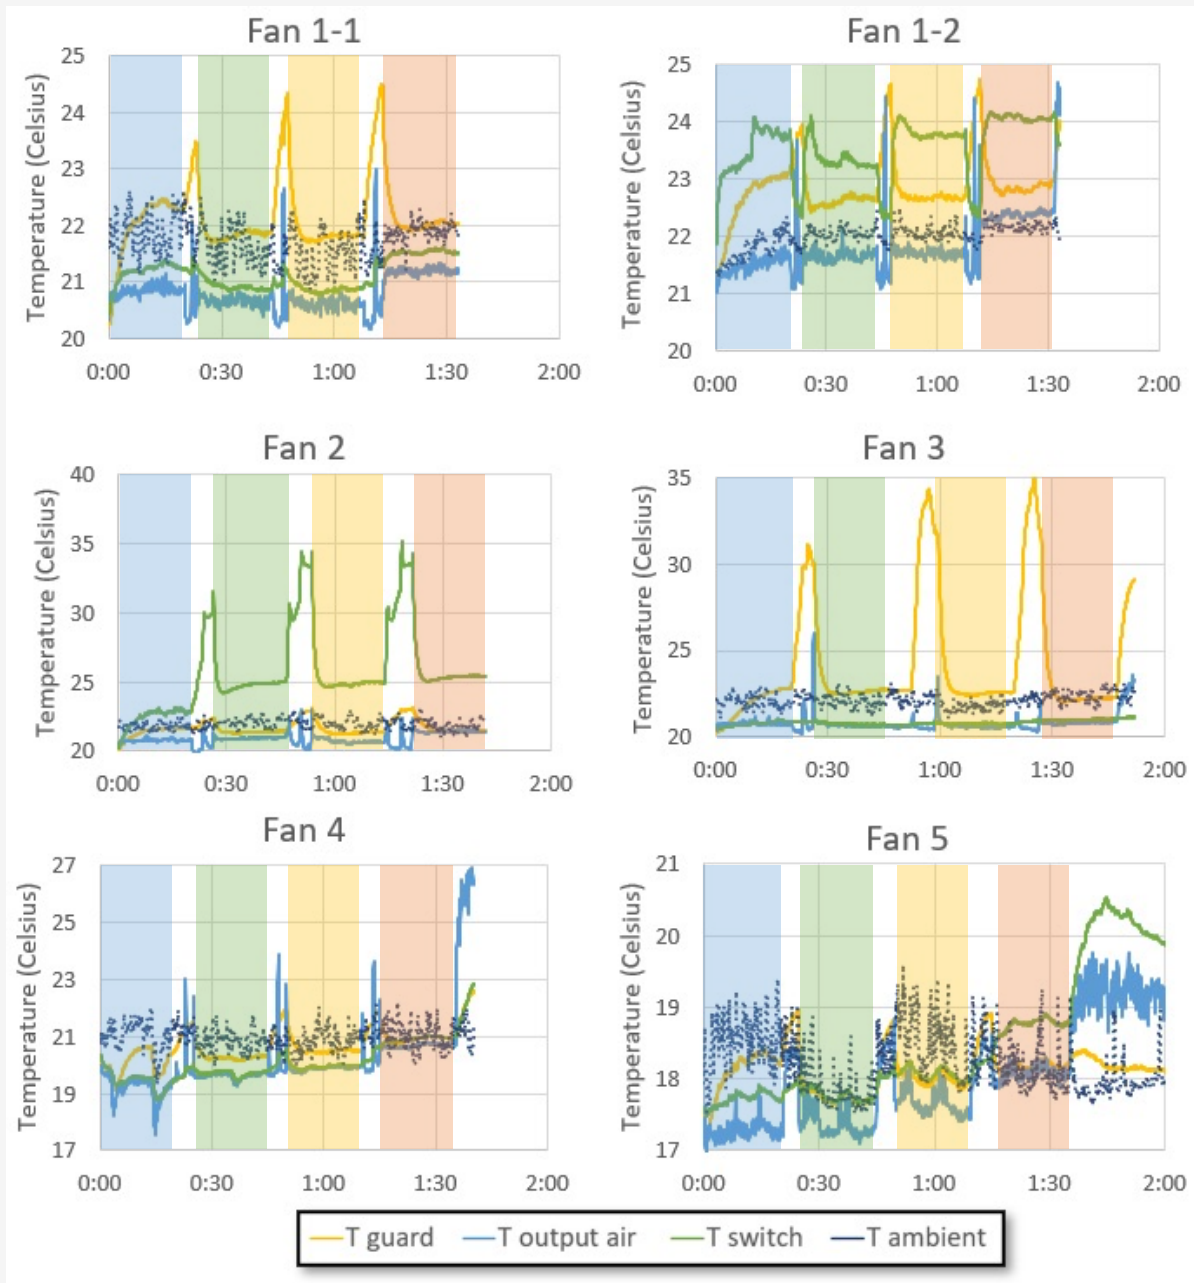 Fan 1-1
Temperature (Celsius)
25
24
23
22
21
20
0:00 0:30 1:00 1:30 2:00
Fan 1-2
Temperature (Celsius)
25
24
23
22
21
20
0:00 0:30 1:00 1:30 2:00
Fan 2
Temperature (Celsius)
40
35
30
25
20
0:00 0:30 1:00 1:30 2:00
Fan 3
Temperature (Celsius)
35
30
25
20
0:00 0:30 1:00 1:30 2:00
Fan 4
Temperature (Celsius)
27
25
23
21
19
17
0:00 0:30 1:00 1:30 2:00
Fan 5
Temperature (Celsius)
21
20
19
18
17
0:00 0:30 1:00 1:30 2:00
T guard T output air T switch T ambient